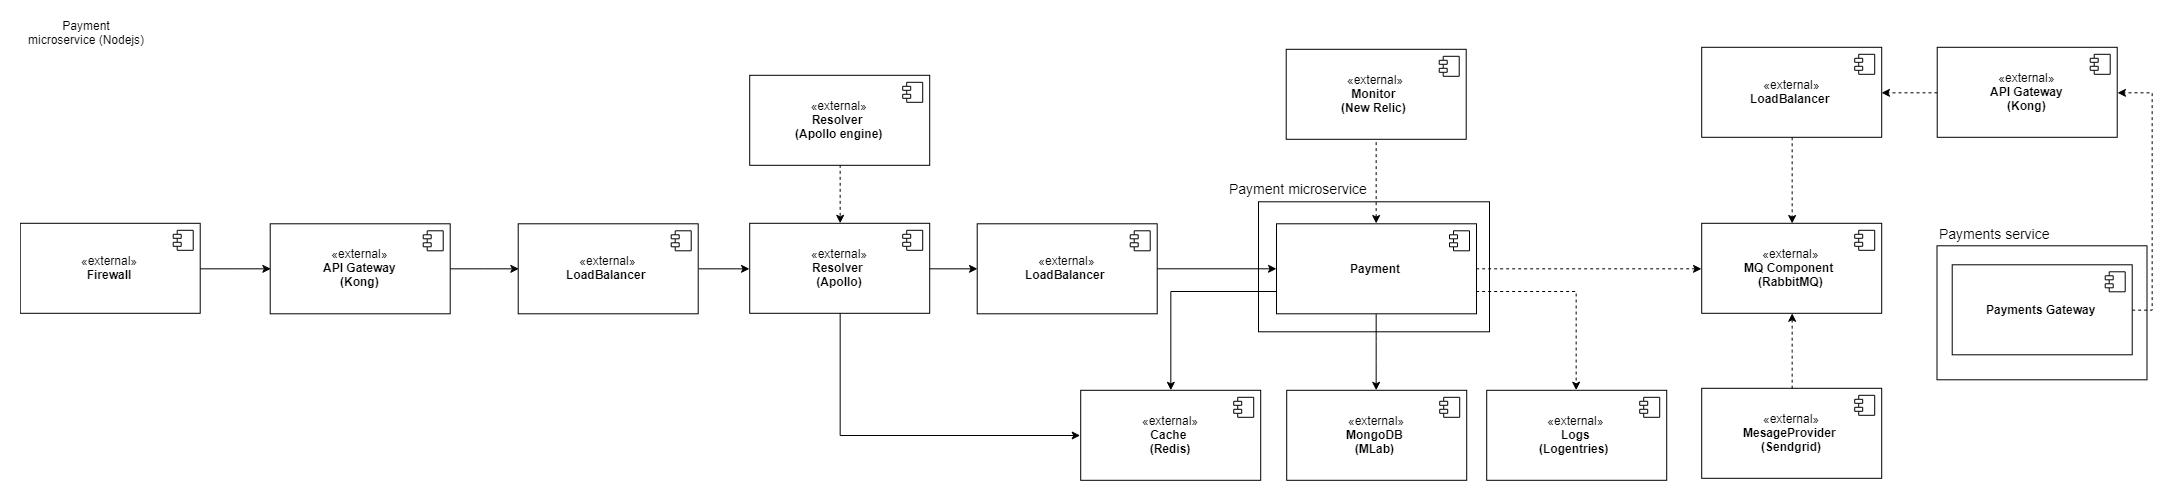 Payment
microservice (Nodejs)
«external»
Resolver
(Apollo engine)
«external»
Monitor
(New Relic)
«external»
LoadBalancer
«external»
API Gateway
(Kong)
Payment microservice
«external»
Firewall
«external»
API Gateway
(Kong)
«external»
LoadBalancer
«external»
Resolver
(Apollo)
«external»
LoadBalancer
Payment
«external»
MQ Component
(RabbitMQ)
Payments service
Payments Gateway
«external»
Cache
(Redis)
«external»
MongoDB
(MLab)
«external»
Logs
(Logentries)
«external»
MesageProvider
(Sendgrid)